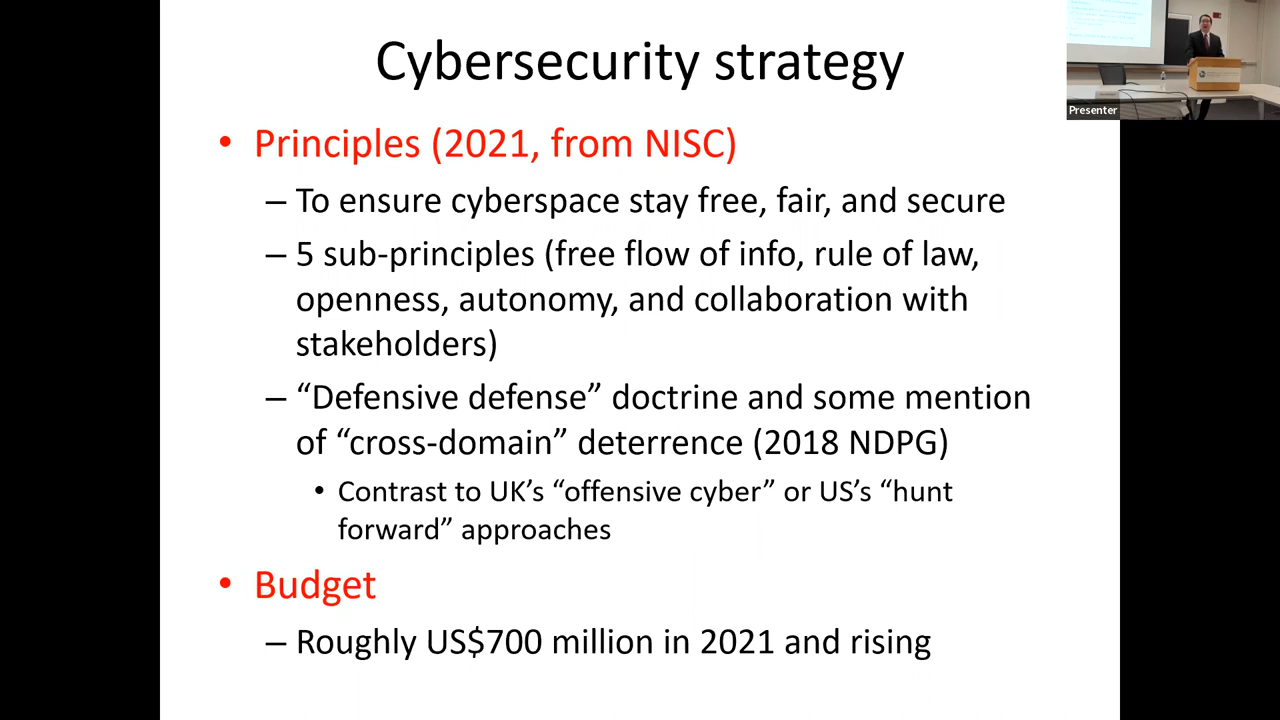 Cybersecurity strategy
Presenter
• Principles (2021, from NISC)
– To ensure cyberspace stay free, fair, and secure
– 5 sub-principles (free flow of info, rule of law,
openness, autonomy, and collaboration with
stakeholders)
– “Defensive defense” doctrine and some mention
of “cross-domain” deterrence (2018 NDPG)
• Contrast to UK’s “offensive cyber” or US’s “hunt
forward” approaches
• Budget
– Roughly US$700 million in 2021 and rising